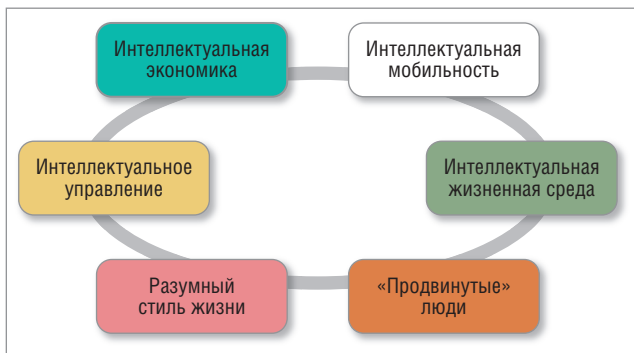 Интеллектуальная
экономика
Интеллектуальная
мобильность
Интеллектуальное
управление
Интеллектуальная
жизненная среда
Разумный
стиль жизни
«Продвинутые»
люди